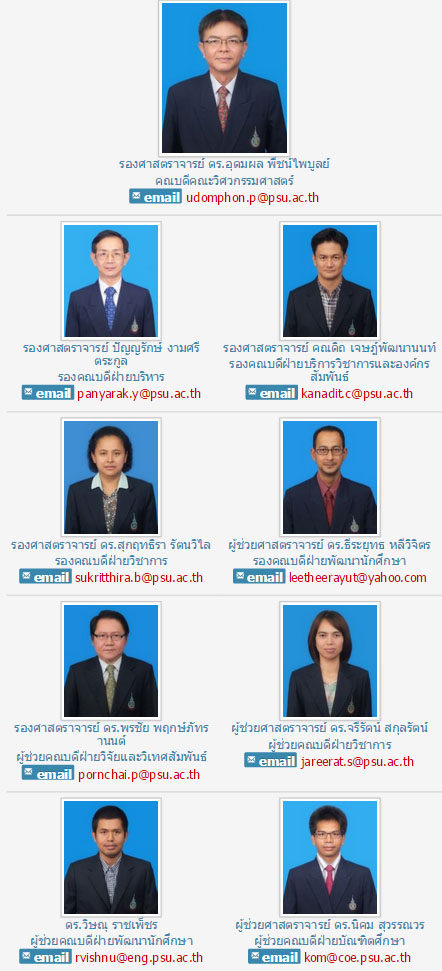 รองศาสตราจารย์ ดร.อุดมผล พืชน์ไพบูลย์
คณบดีคณะวิศวกรรมศาสตร์
email udomphon.p@psu.ac.th
รองศาสตราจารย์ ปัญญรักษ์ งามศรี
ตระกูล
รองคณบดีฝ่ายบริหาร
email panyarak.y@psu.ac.th
รองศาสตราจารย์ คณดิถ เจษฎ์พัฒนานนท์
รองคณบดีฝ่ายบริการวิชาการและองค์กร
สัมพันธ์
email kanadit.c@psu.ac.th
รองศาสตราจารย์ ดร.สุกฤทธิรา รัตนวิไล
รองคณบดีฝ่ายวิชาการ
email sukritthira.b@psu.ac.th
ผู้ช่วยศาสตราจารย์ ดร.ธีระยุทธ หลีวิจิตร
รองคณบดีฝ่ายพัฒนานักศึกษา
email leetheerayut@yahoo.com
รองศาสตราจารย์ ดร.พรชัย พฤกษ์ภัทร
านนต์
ผู้ช่วยคณบดีฝ่ายวิจัยและวิเทศสัมพันธ์
email pornchai.p@psu.ac.th
ผู้ช่วยศาสตราจารย์ ดร.จรีรัตน์ สกุลรัตน์
ผู้ช่วยคณบดีฝ่ายวิชาการ
email jareerat.s@psu.ac.th
ดร.วิษณุ ราชเพ็ชร
ผู้ช่วยคณบดีฝ่ายพัฒนานักศึกษา
email rvishnu@eng.psu.ac.th
ผู้ช่วยศาสตราจารย์ ดร.นิคม สุวรรณวร
ผู้ช่วยคณบดีฝ่ายบัณฑิตศึกษา
email kom@coe.psu.ac.th